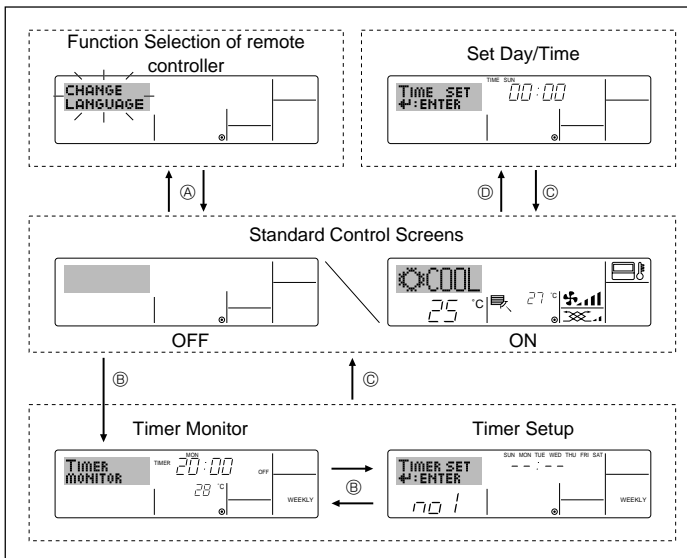 Function Selection of remote
controller
CHANGE
LANGUAGE
Set Day/Time
TIME SUN
TIME SET
↵:ENTER
00:00
Ⓐ
Ⓓ
Ⓒ
Standard Control Screens
COOL
25 °C
27 °C
OFF
ON
Ⓑ
Ⓒ
Timer Monitor
TIMER
MONITOR
MON
TIMER 20:00 OFF
28 °C
WEEKLY
Ⓑ
Timer Setup
SUN MON TUE WED THU FRI SAT
TIMER SET
↵:ENTER
--:--
no 1
WEEKLY